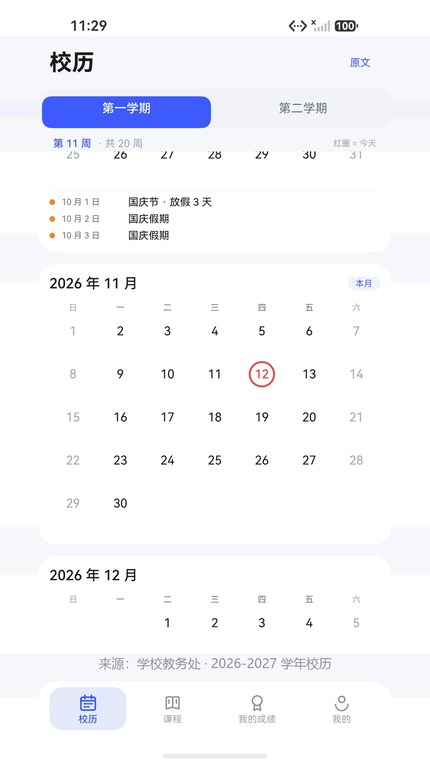 11:29
100
校历
原文
第一学期 第二学期
第 11 周 · 共 20 周 红圈 = 今天
25 26 27 28 29 30 31
10 月 1 日 国庆节 · 放假 3 天
10 月 2 日 国庆假期
10 月 3 日 国庆假期
2026 年 11 月 本月
日 一 二 三 四 五 六
1 2 3 4 5 6 7
8 9 10 11 12 13 14
15 16 17 18 19 20 21
22 23 24 25 26 27 28
29 30
2026 年 12 月
日 一 二 三 四 五 六
1 2 3 4 5
来源：学校教务处 · 2026-2027 学年校历
校历 课程 我的成绩 我的